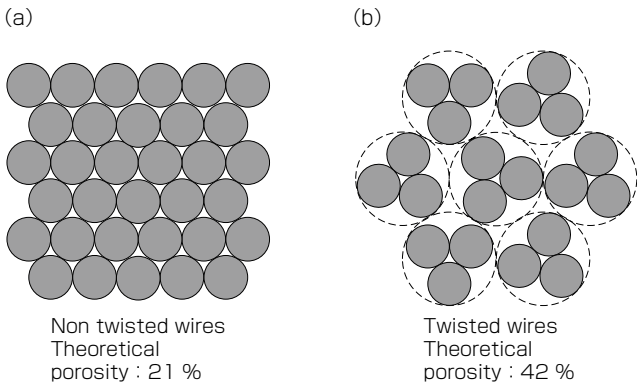 (a)
(b)
Non twisted wires
Theoretical
porosity : 21 %
Twisted wires
Theoretical
porosity : 42 %